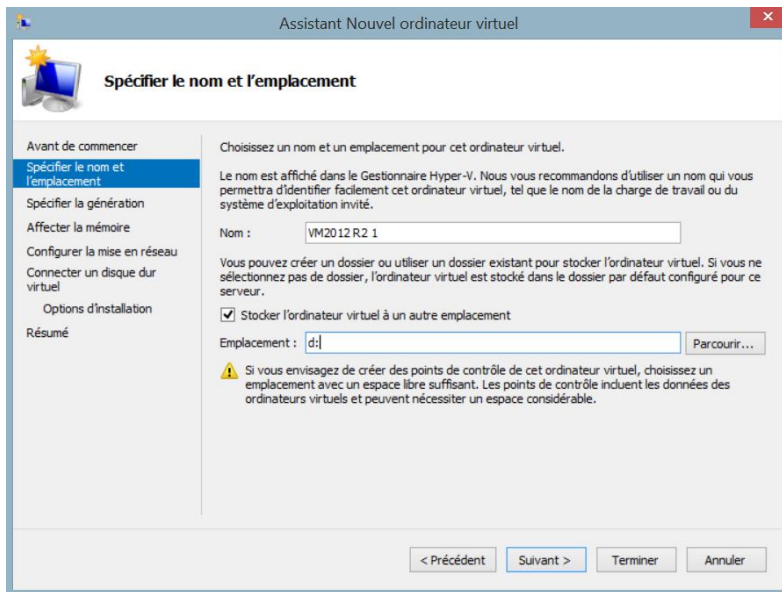 Assistant Nouvel ordinateur virtuel
Spécifier le nom et l'emplacement
Avant de commencer
Spécifier le nom et
l'emplacement
Spécifier la génération
Affecter la mémoire
Configurer la mise en réseau
Connecter un disque dur
virtuel
Options d'installation
Résumé
Choisissez un nom et un emplacement pour cet ordinateur virtuel.
Le nom est affiché dans le Gestionnaire Hyper-V. Nous vous recommandons d'utiliser un nom qui vous
permettra d'identifier facilement cet ordinateur virtuel, tel que le nom de la charge de travail ou du
système d'exploitation invité.
Nom : VM2012 R2 1
Vous pouvez créer un dossier ou utiliser un dossier existant pour stocker l'ordinateur virtuel. Si vous ne
sélectionnez pas de dossier, l'ordinateur virtuel est stocké dans le dossier par défaut configuré pour ce
serveur.
Stocker l'ordinateur virtuel à un autre emplacement
Emplacement : d: Parcourir...
Si vous envisagez de créer des points de contrôle de cet ordinateur virtuel, choisissez un
emplacement avec un espace libre suffisant. Les points de contrôle incluent les données des
ordinateurs virtuels et peuvent nécessiter un espace considérable.
< Précédent Suivant > Terminer Annuler